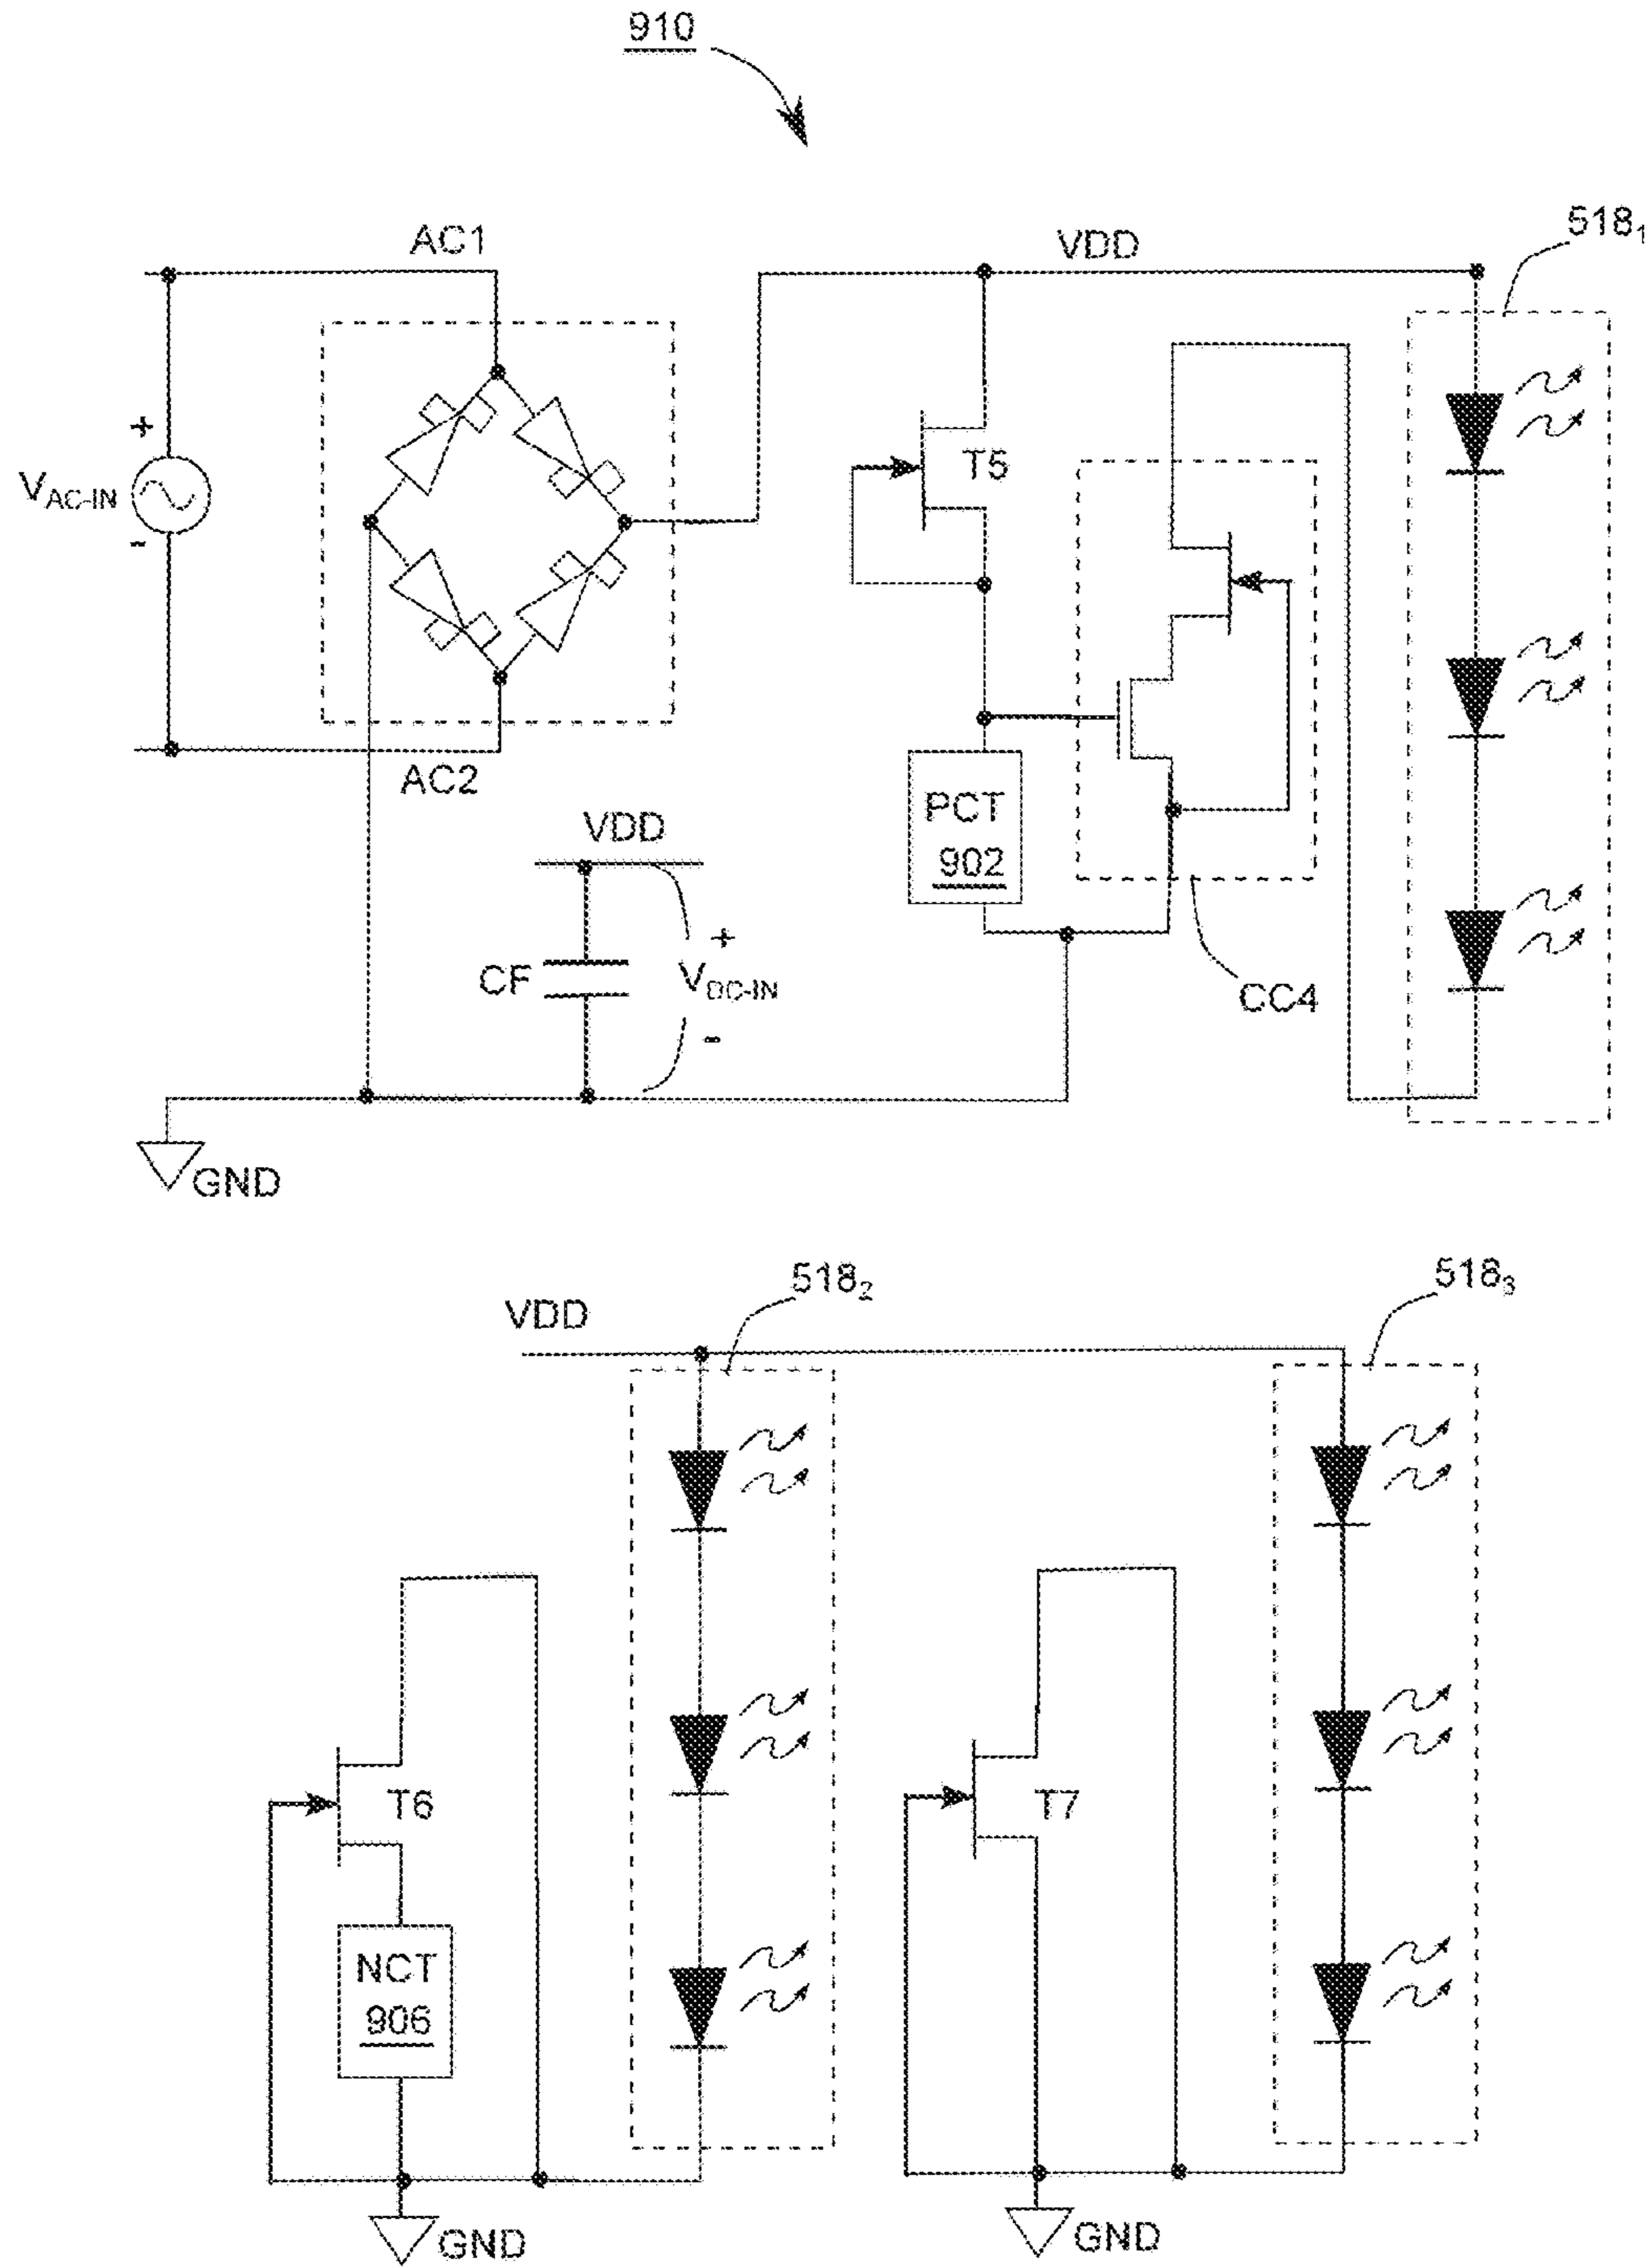 910
518₁
AC1
VDD
+
V_AC-IN
-
T5
AC2
VDD
PCT
902
+
CF
V_DC-IN
-
CC4
GND
518₂
518₃
VDD
T6
T7
NCT
906
GND
GND